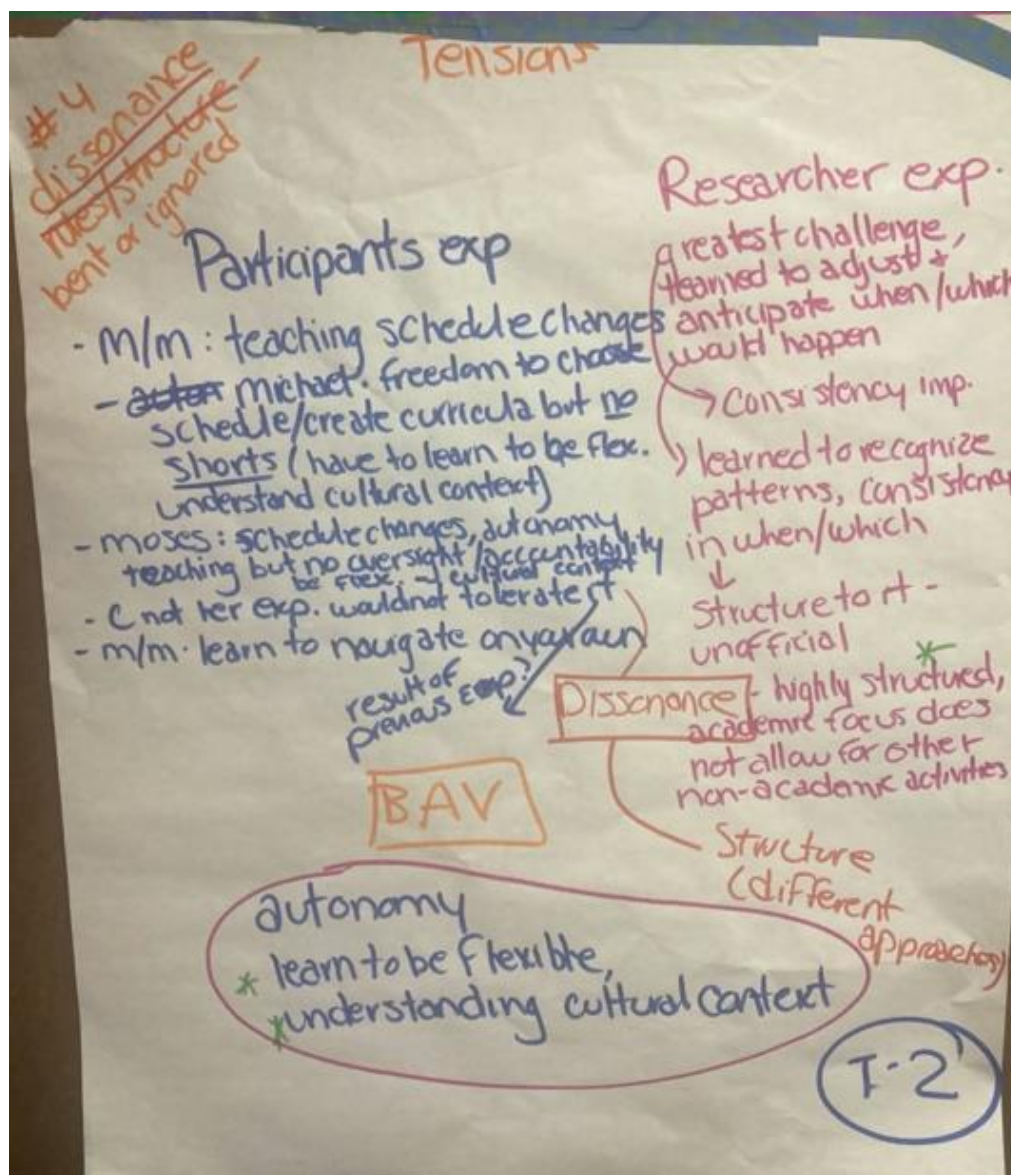 Tensions
#4
dissonance
rules/structure -
bent or ignored
Participants exp
- M/m: teaching schedule changes
- Michael. freedom to choose
schedule/create curricula but no
shorts (have to learn to be flex.
understand cultural context)
- moses: schedule changes, autonomy
teaching but no oversight/accountability
be flex, cultural context
- C not her exp. would not tolerate it
- m/m. learn to navigate on
result of
previous exp?
Researcher exp.
greatest challenge,
learned to adjust +
anticipate when/which
would happen
Consistency imp.
learned to recognize
patterns, consistency
in when/which
Structure to it -
unofficial
Dissonance - highly structured,
academic focus does
not allow for other
non-academic activities
Structure
(different
approaches)
BAV
autonomy
* learn to be flexible,
* understanding cultural context
T-2